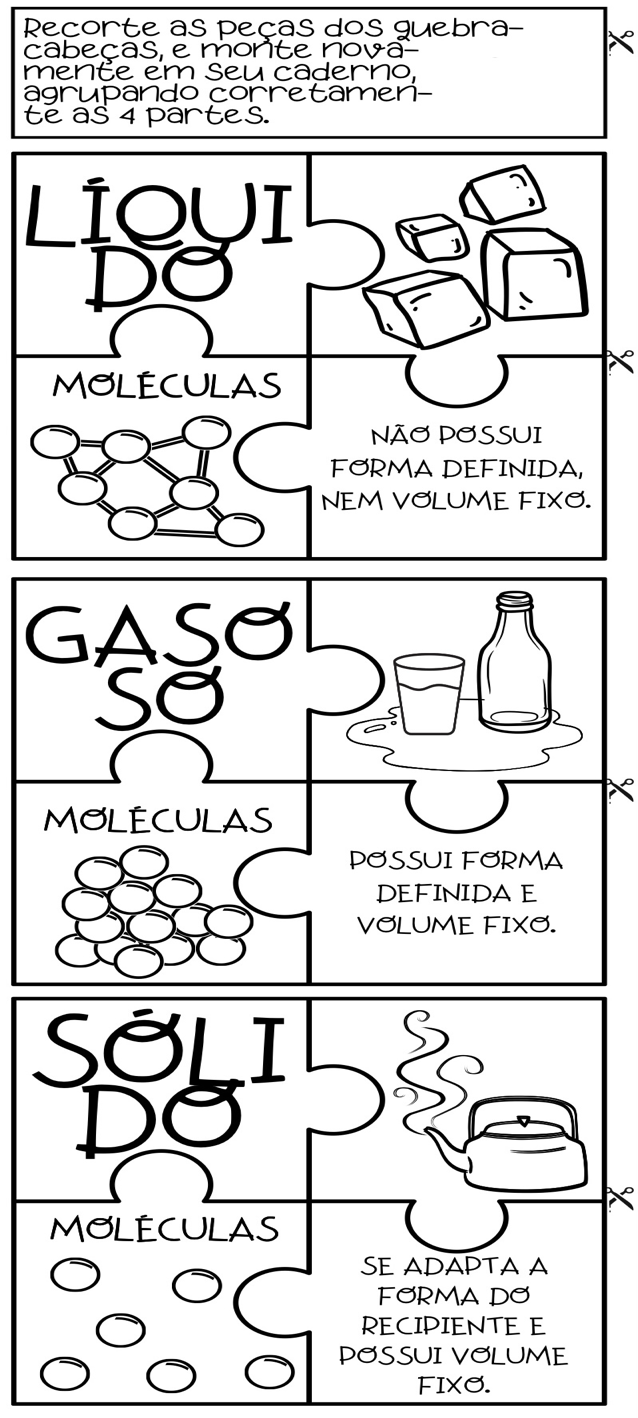 Recorte as peças dos quebra-
cabeças, e monte nova-
mente em seu caderno,
agrupando corretamen-
te as 4 partes.
LÍQUI
DO
MOLÉCULAS
NÃO POSSUI
FORMA DEFINIDA,
NEM VOLUME FIXO.
GASO
SO
MOLÉCULAS
POSSUI FORMA
DEFINIDA E
VOLUME FIXO.
SÓLI
DO
MOLÉCULAS
SE ADAPTA A
FORMA DO
RECIPIENTE E
POSSUI VOLUME
FIXO.